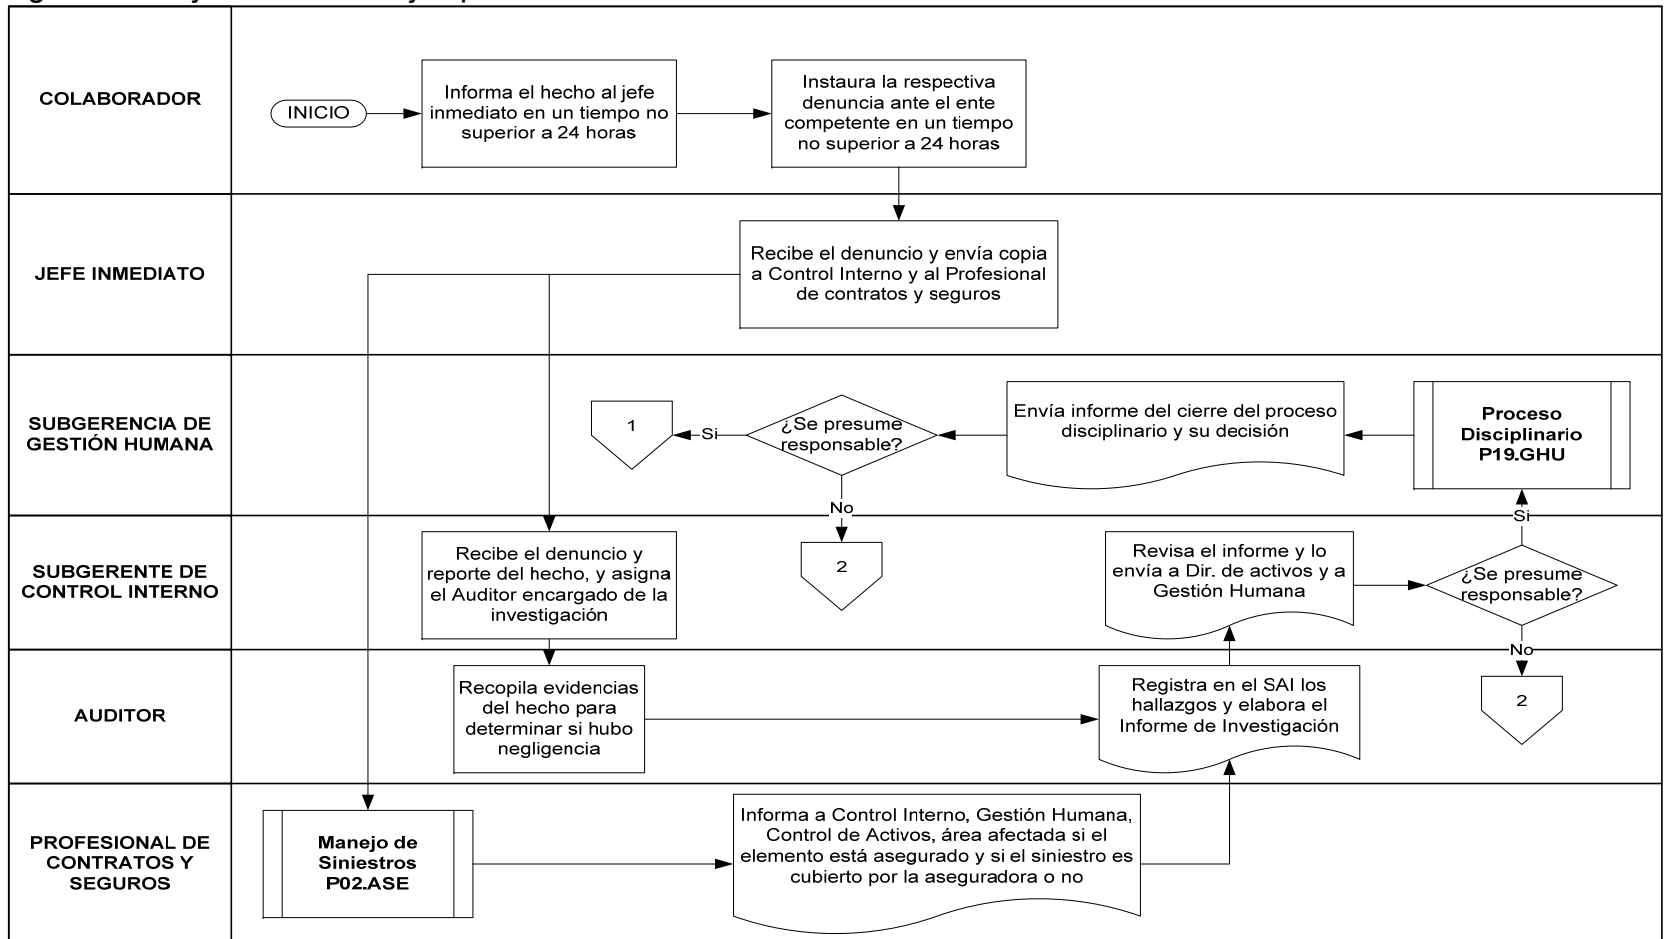 COLABORADOR
INICIO
Informa el hecho al jefe
inmediato en un tiempo no
superior a 24 horas
Instaura la respectiva
denuncia ante el ente
competente en un tiempo
no superior a 24 horas
JEFE INMEDIATO
Recibe el denuncio y envía copia
a Control Interno y al Profesional
de contratos y seguros
SUBGERENCIA DE
GESTIÓN HUMANA
1
Si
¿Se presume
responsable?
No
Envía informe del cierre del proceso
disciplinario y su decisión
Proceso
Disciplinario
P19.GHU
Si
SUBGERENTE DE
CONTROL INTERNO
Recibe el denuncio y
reporte del hecho, y asigna
el Auditor encargado de la
investigación
2
Revisa el informe y lo
envía a Dir. de activos y a
Gestión Humana
¿Se presume
responsable?
No
AUDITOR
Recopila evidencias
del hecho para
determinar si hubo
negligencia
Registra en el SAI los
hallazgos y elabora el
Informe de Investigación
2
PROFESIONAL DE
CONTRATOS Y
SEGUROS
Manejo de
Siniestros
P02.ASE
Informa a Control Interno, Gestión Humana,
Control de Activos, área afectada si el
elemento está asegurado y si el siniestro es
cubierto por la aseguradora o no